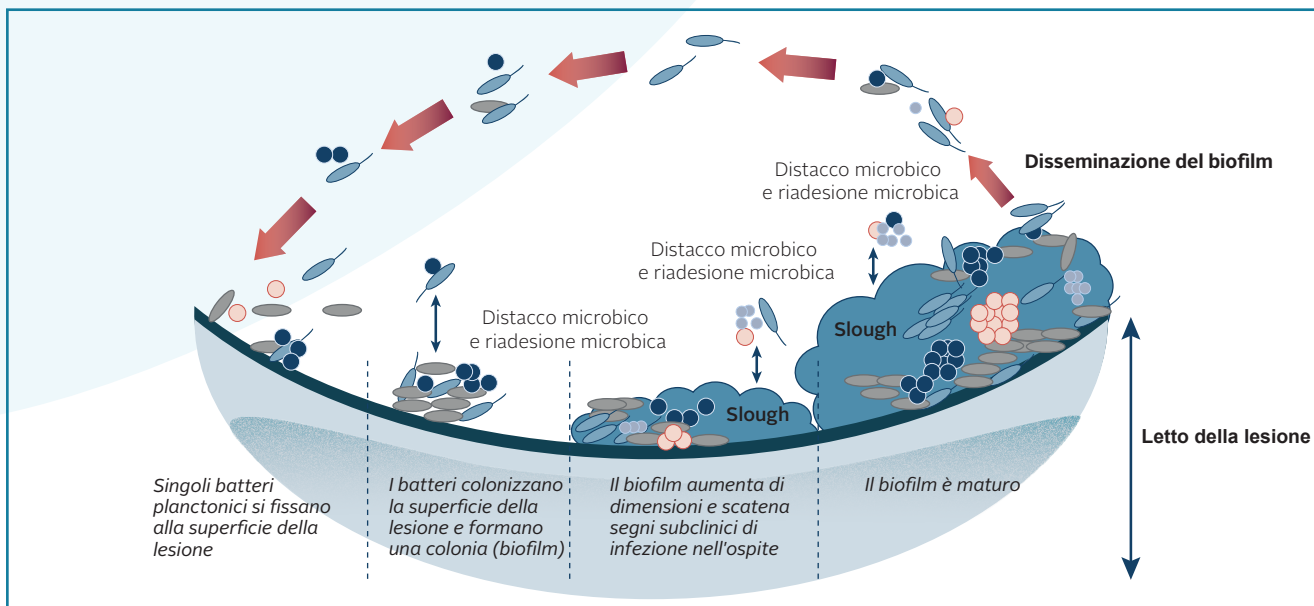 Disseminazione del biofilm
Distacco microbico
e riadesione microbica
Distacco microbico
e riadesione microbica
Distacco microbico
e riadesione microbica
Slough
Slough
Letto della lesione
Singoli batteri
planctonici si fissano
alla superficie della
lesione
I batteri colonizzano
la superficie della
lesione e formano
una colonia (biofilm)
Il biofilm aumenta di
dimensioni e scatena
segni subclinici di
infezione nell'ospite
Il biofilm è maturo